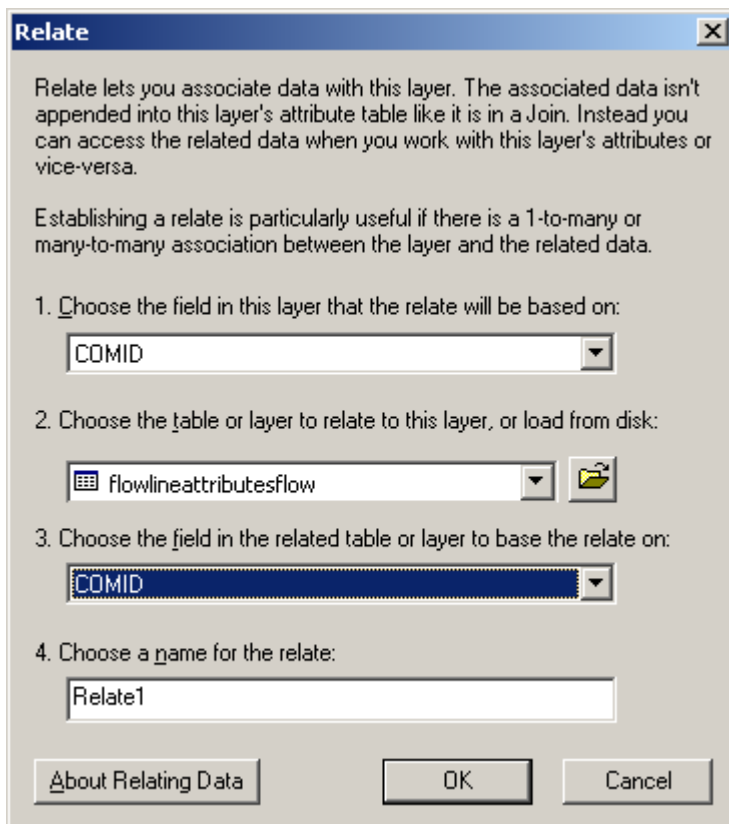 Relate
Relate lets you associate data with this layer. The associated data isn't
appended into this layer's attribute table like it is in a Join. Instead you
can access the related data when you work with this layer's attributes or
vice-versa.
Establishing a relate is particularly useful if there is a 1-to-many or
many-to-many association between the layer and the related data.
1. Choose the field in this layer that the relate will be based on:
COMID
2. Choose the table or layer to relate to this layer, or load from disk:
flowlineattributesflow
3. Choose the field in the related table or layer to base the relate on:
COMID
4. Choose a name for the relate:
Relate1
About Relating Data OK Cancel